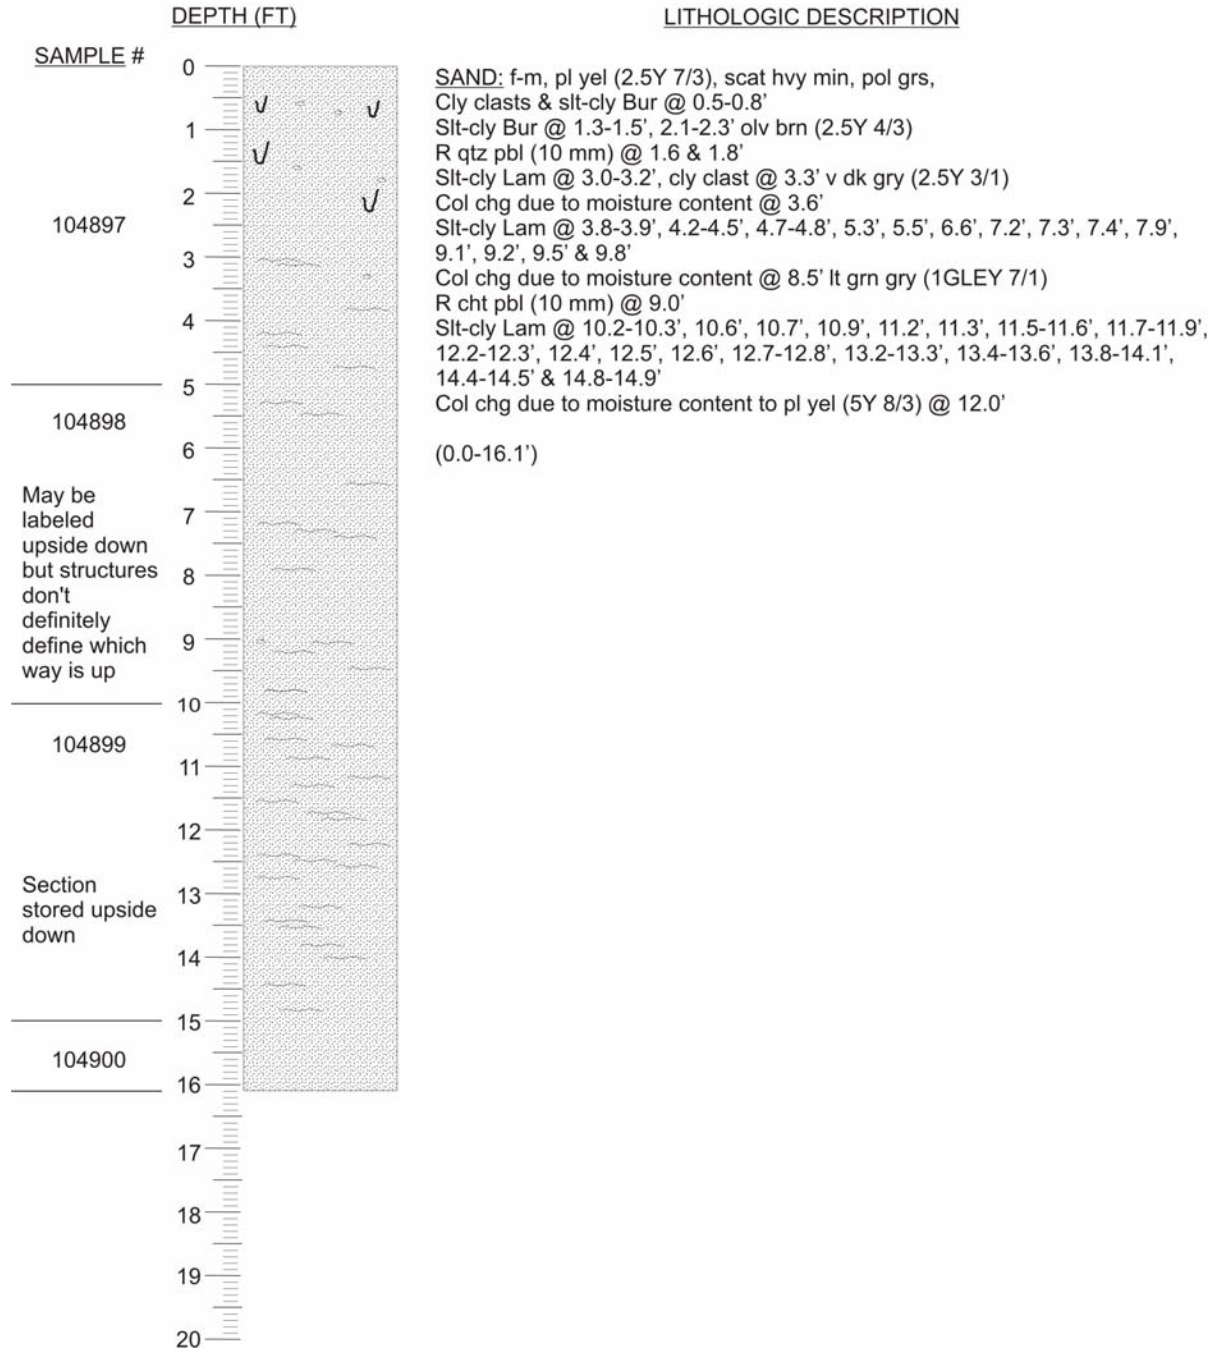 DEPTH (FT)
LITHOLOGIC DESCRIPTION
SAMPLE #
0
1
2
3
4
5
6
7
8
9
10
11
12
13
14
15
16
17
18
19
20
104897
104898
May be
labeled
upside down
but structures
don't
definitely
define which
way is up
104899
Section
stored upside
down
104900
SAND: f-m, pl yel (2.5Y 7/3), scat hvy min, pol grs,
Cly clasts & slt-cly Bur @ 0.5-0.8’
Slt-cly Bur @ 1.3-1.5’, 2.1-2.3’ olv brn (2.5Y 4/3)
R qtz pbl (10 mm) @ 1.6 & 1.8’
Slt-cly Lam @ 3.0-3.2’, cly clast @ 3.3’ v dk gry (2.5Y 3/1)
Col chg due to moisture content @ 3.6’
Slt-cly Lam @ 3.8-3.9’, 4.2-4.5’, 4.7-4.8’, 5.3’, 5.5’, 6.6’, 7.2’, 7.3’, 7.4’, 7.9’,
9.1’, 9.2’, 9.5’ & 9.8’
Col chg due to moisture content @ 8.5’ lt grn gry (1GLEY 7/1)
R cht pbl (10 mm) @ 9.0’
Slt-cly Lam @ 10.2-10.3’, 10.6’, 10.7’, 10.9’, 11.2’, 11.3’, 11.5-11.6’, 11.7-11.9’,
12.2-12.3’, 12.4’, 12.5’, 12.6’, 12.7-12.8’, 13.2-13.3’, 13.4-13.6’, 13.8-14.1’,
14.4-14.5’ & 14.8-14.9’
Col chg due to moisture content to pl yel (5Y 8/3) @ 12.0’
(0.0-16.1’)